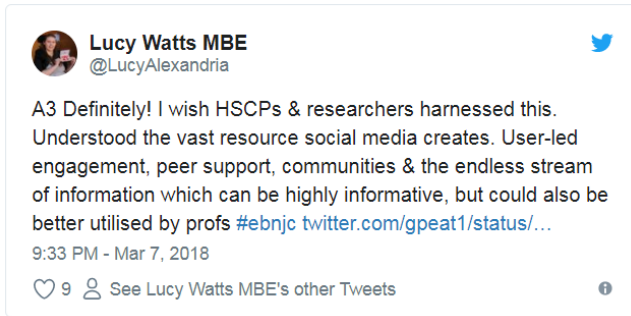 Lucy Watts MBE
@LucyAlexandria
A3 Definitely! I wish HSCPs & researchers harnessed this.
Understood the vast resource social media creates. User-led
engagement, peer support, communities & the endless stream
of information which can be highly informative, but could also be
better utilised by profs #ebnjc twitter.com/gpeat1/status/…
9:33 PM - Mar 7, 2018
9 See Lucy Watts MBE's other Tweets